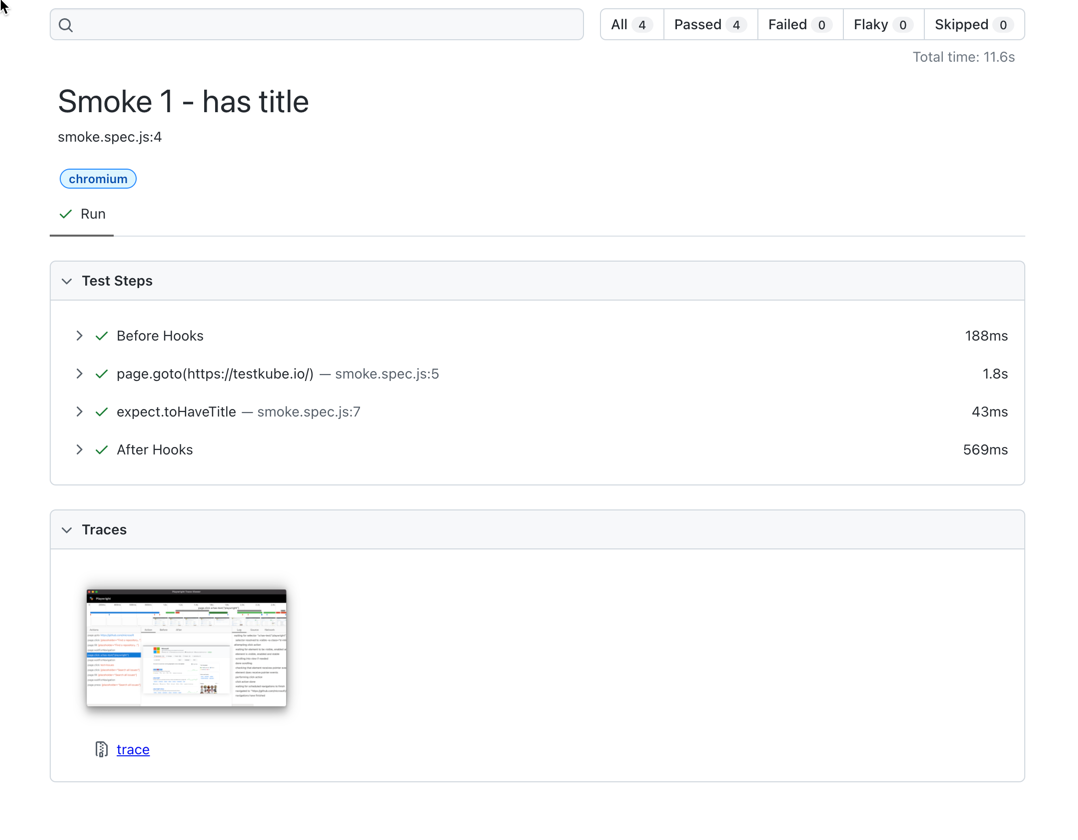 All 4 Passed 4 Failed 0 Flaky 0 Skipped 0
Total time: 11.6s
Smoke 1 - has title
smoke.spec.js:4
chromium
Run
Test Steps
Before Hooks 188ms
page.goto(https://testkube.io/) — smoke.spec.js:5 1.8s
expect.toHaveTitle — smoke.spec.js:7 43ms
After Hooks 569ms
Traces
trace